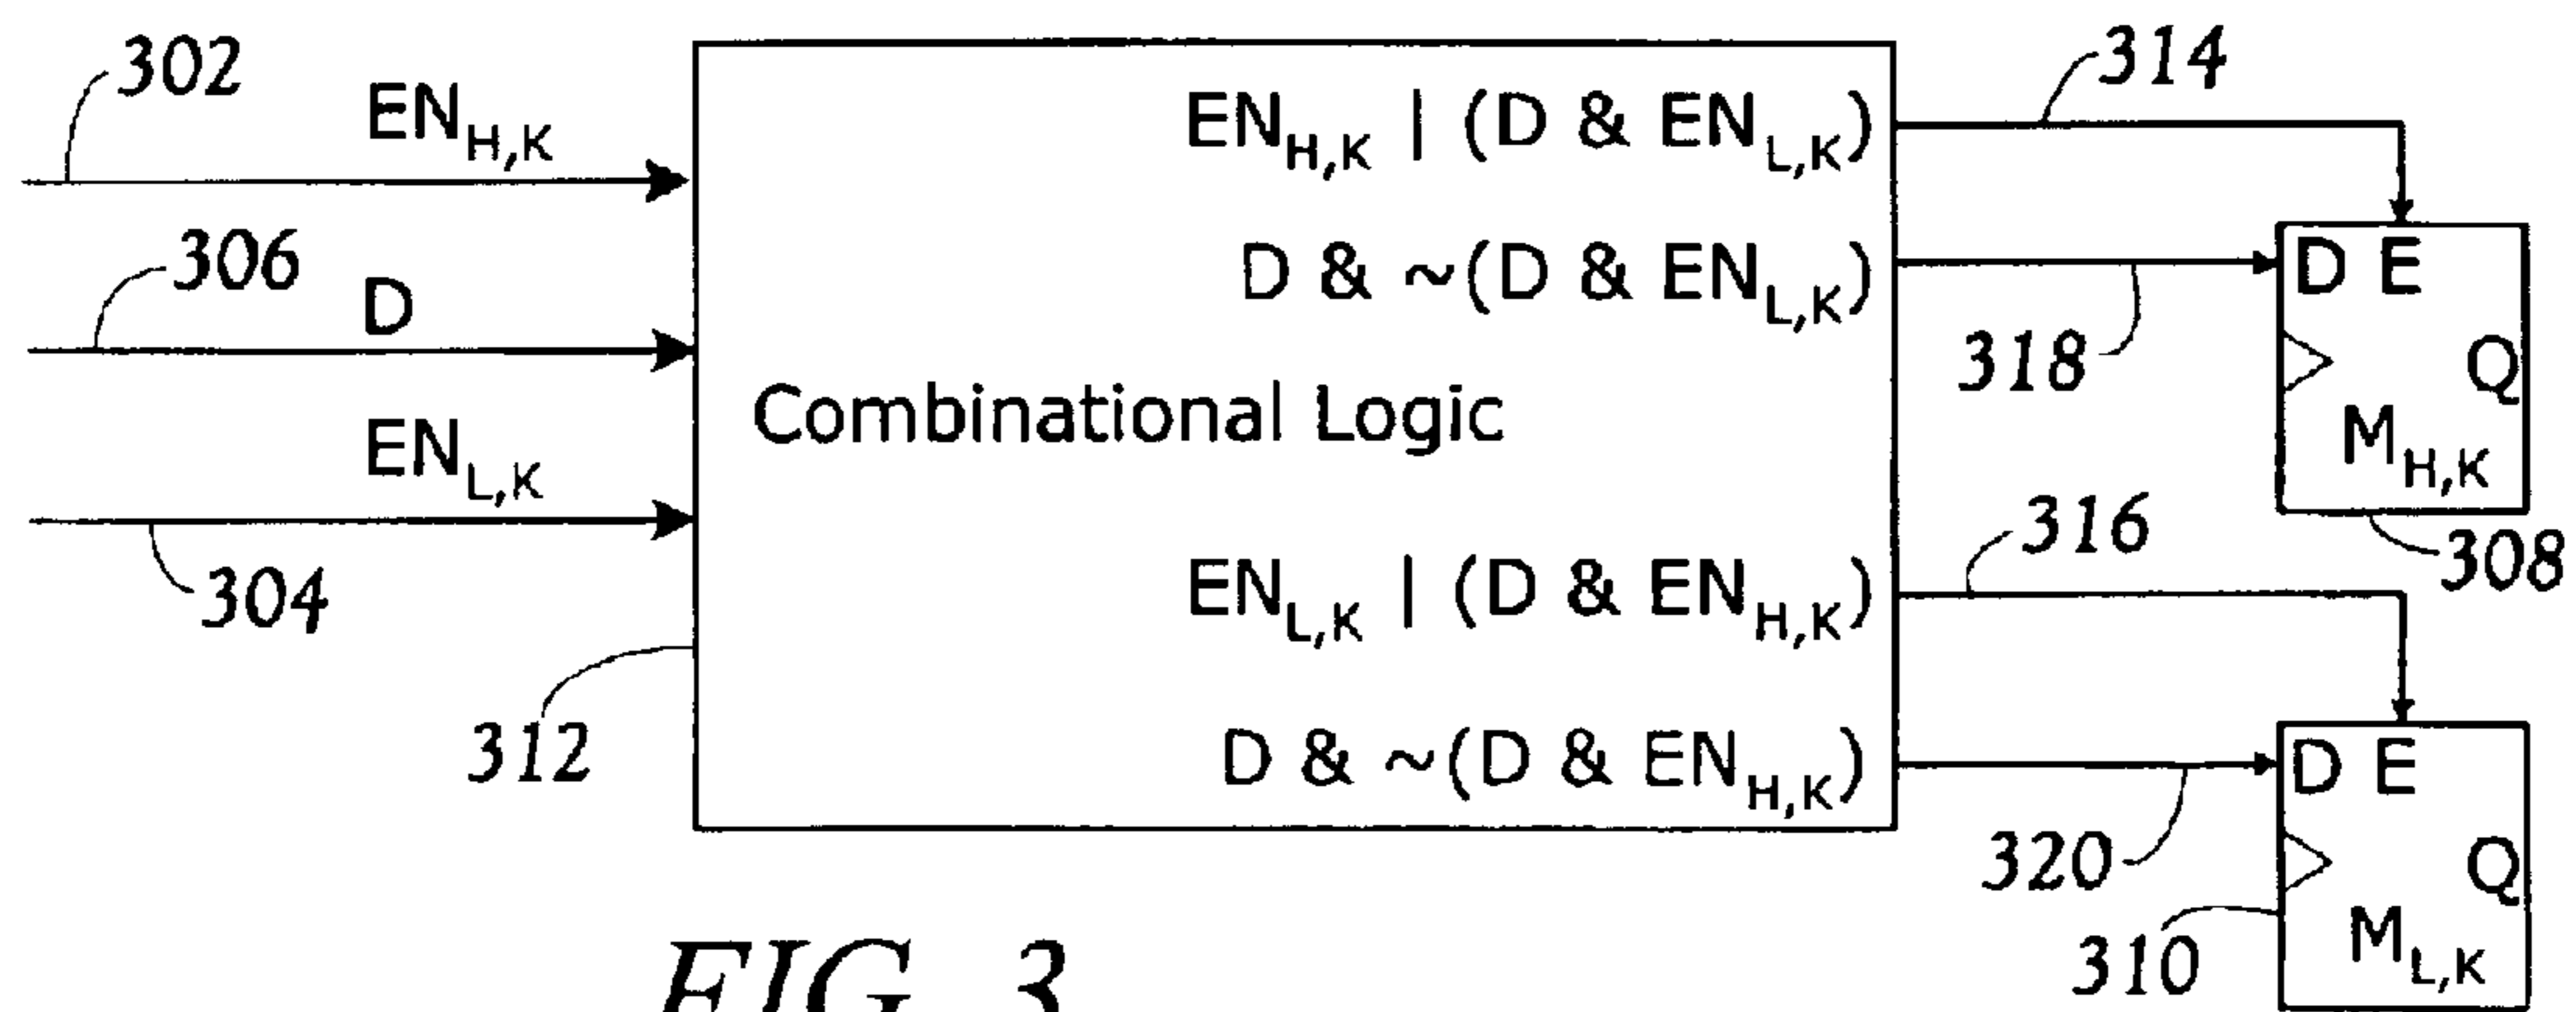 302
EN_{H,K}
306
D
EN_{L,K}
304
312
Combinational Logic
EN_{H,K} | (D & EN_{L,K})
D & ~(D & EN_{L,K})
EN_{L,K} | (D & EN_{H,K})
D & ~(D & EN_{H,K})
314
318
D E
Q
M_{H,K}
308
316
320
D E
Q
M_{L,K}
310
FIG. 3